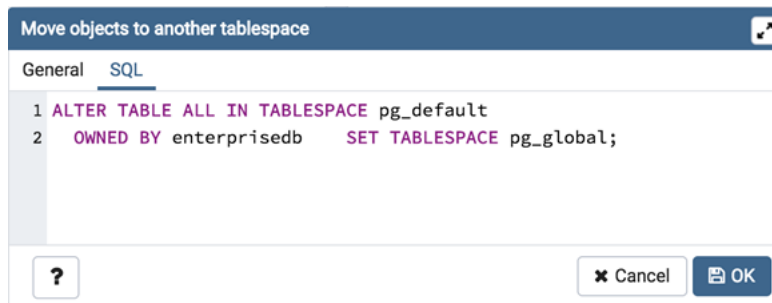 Move objects to another tablespace
General SQL
1 ALTER TABLE ALL IN TABLESPACE pg_default
2 OWNED BY enterprisedb SET TABLESPACE pg_global;
? Cancel OK